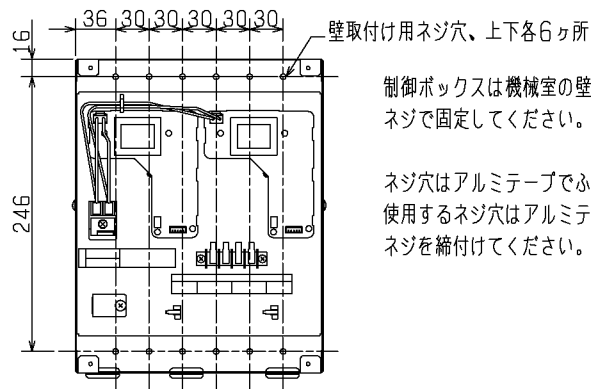 36 30 30 30 30 30
16
246
壁取付け用ネジ穴、上下各6ヶ所
制御ボックスは機械室の壁
ネジで固定してください。
ネジ穴はアルミテープでふ
使用するネジ穴はアルミテ
ネジを締付けてください。